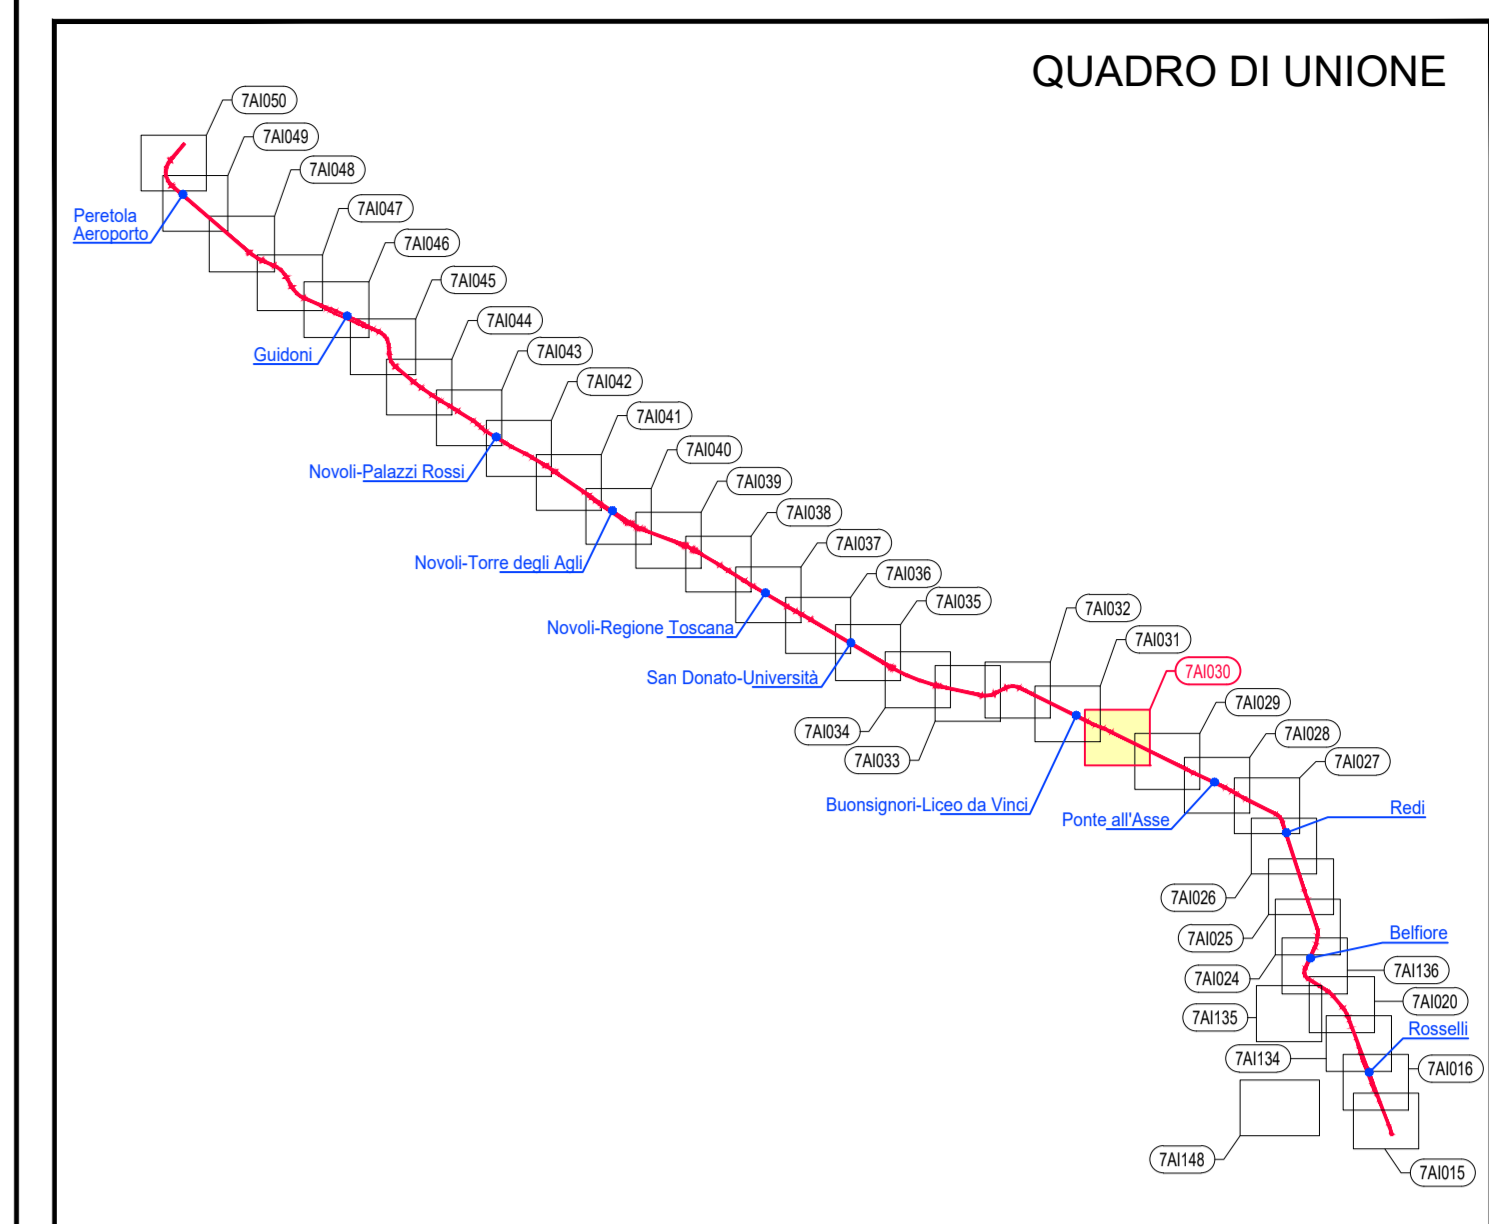 QUADRO DI UNIONE
7AI050
7AI049
7AI048
7AI047
Peretola
Aeroporto
7AI046
7AI045
7AI044
Guidoni
7AI043
7AI042
7AI041
7AI040
Novoli-Palazzi Rossi
7AI039
7AI038
7AI037
Novoli-Torre degli Agli
7AI036
7AI035
7AI032
Novoli-Regione Toscana
7AI031
San Donato-Università
7AI030
7AI029
7AI034
7AI028
7AI033
7AI027
Buonsignori-Liceo da Vinci
Redi
Ponte all'Asse
7AI026
7AI025
Belfiore
7AI024
7AI136
7AI020
7AI135
Rosselli
7AI134
7AI016
7AI148
7AI015